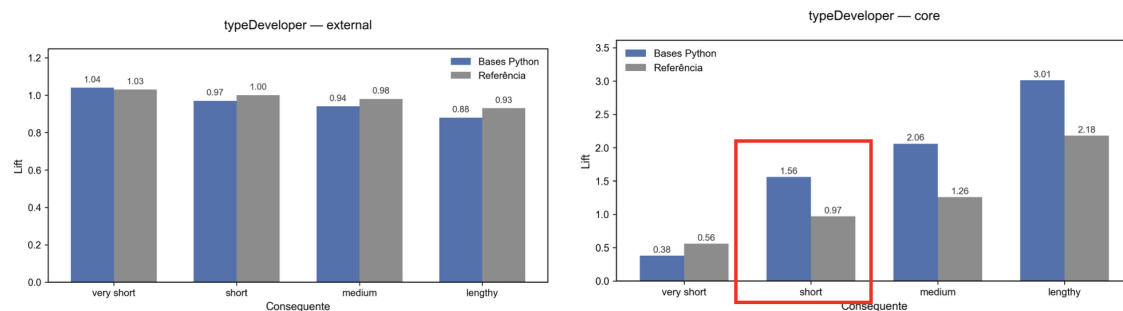 typeDeveloper — external
Bases Python
Referência
Lift
1.2
1.0
0.8
0.6
0.4
0.2
0.0
1.04
1.03
0.97
1.00
0.94
0.98
0.88
0.93
very short
short
medium
lengthy
Consequente
typeDeveloper — core
Bases Python
Referência
Lift
3.5
3.0
2.5
2.0
1.5
1.0
0.5
0.0
0.38
0.56
1.56
0.97
2.06
1.26
3.01
2.18
very short
short
medium
lengthy
Consequente